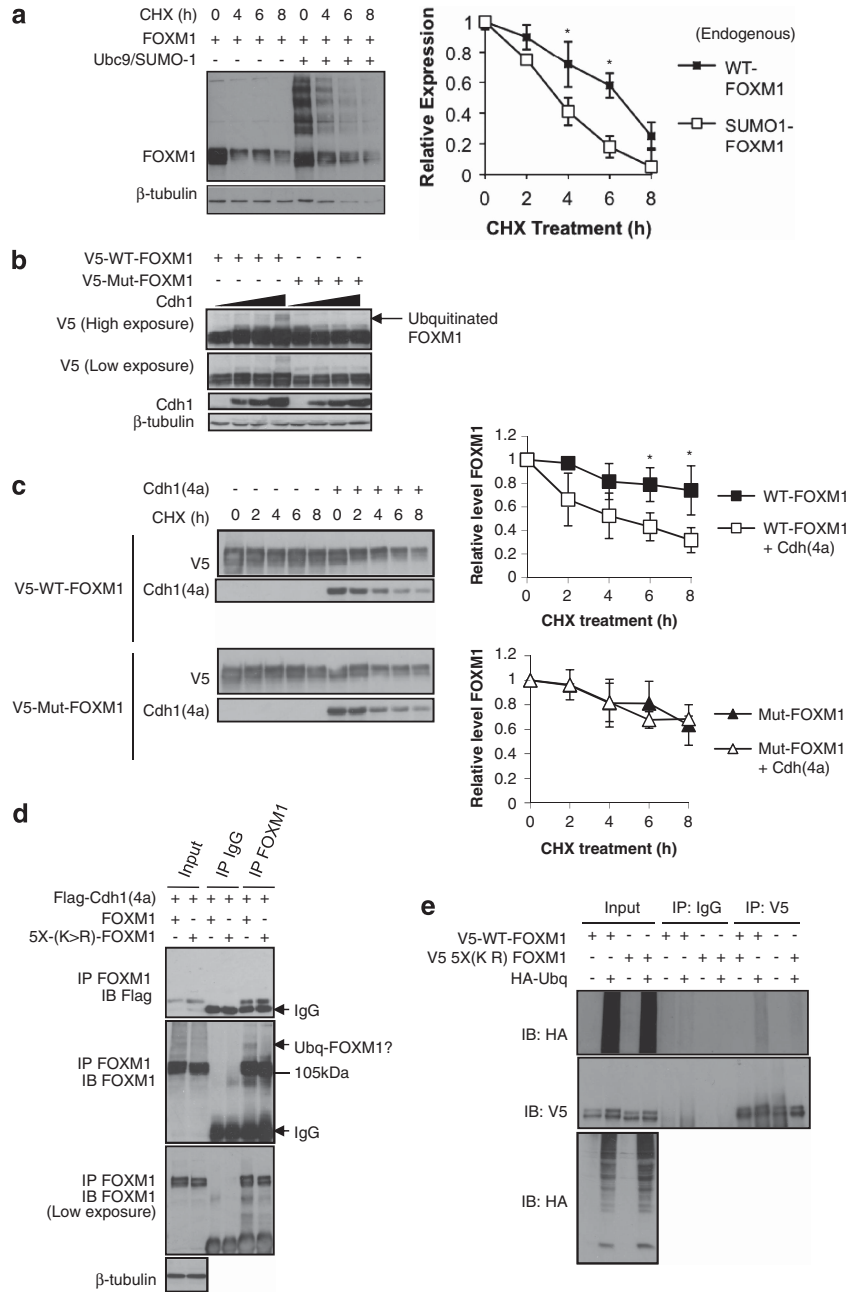 a
CHX (h) 0 4 6 8 0 4 6 8
FOXM1 + + + + + + + +
Ubc9/SUMO-1 - - - - + + + +
FOXM1
β-tubulin
Relative Expression
1
0.8
0.6
0.4
0.2
0
* *
0 2 4 6 8
CHX Treatment (h)
(Endogenous)
WT-
FOXM1
SUMO1-
FOXM1
b
V5-WT-FOXM1 + + + + - - - -
V5-Mut-FOXM1 - - - - + + + +
Cdh1
V5 (High exposure)
Ubquitinated
FOXM1
V5 (Low exposure)
Cdh1
β-tubulin
c
Cdh1(4a) - - - - - + + + + +
CHX (h) 0 2 4 6 8 0 2 4 6 8
V5-WT-FOXM1
V5
Cdh1(4a)
V5-Mut-FOXM1
V5
Cdh1(4a)
Relative level FOXM1
1.2
1
0.8
0.6
0.4
0.2
0
* *
0 2 4 6 8
CHX treatment (h)
WT-FOXM1
WT-FOXM1
+ Cdh(4a)
Relative level FOXM1
1.2
1
0.8
0.6
0.4
0.2
0
0 2 4 6 8
CHX treatment (h)
Mut-FOXM1
Mut-FOXM1
+ Cdh(4a)
d
Input IP IgG IP FOXM1
Flag-Cdh1(4a) + + + + + +
FOXM1 + - + - + -
5X-(K>R)-FOXM1 - + - + - +
IP FOXM1
IB Flag
IgG
IP FOXM1
IB FOXM1
Ubq-FOXM1?
105kDa
IgG
IP FOXM1
IB FOXM1
(Low exposure)
β-tubulin
e
Input IP: IgG IP: V5
V5-WT-FOXM1 + + - - + + - - + + - -
V5 5X(K R) FOXM1 - - + + - - + + - - + +
HA-Ubq - + - + - + - + - + - +
IB: HA
IB: V5
IB: HA